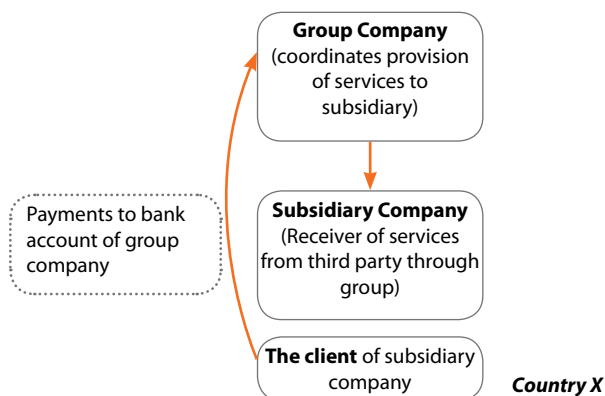 Group Company
(coordinates provision
of services to
subsidiary)
Payments to bank
account of group
company
Subsidiary Company
(Receiver of services
from third party through
group)
The client of subsidiary
company
Country X